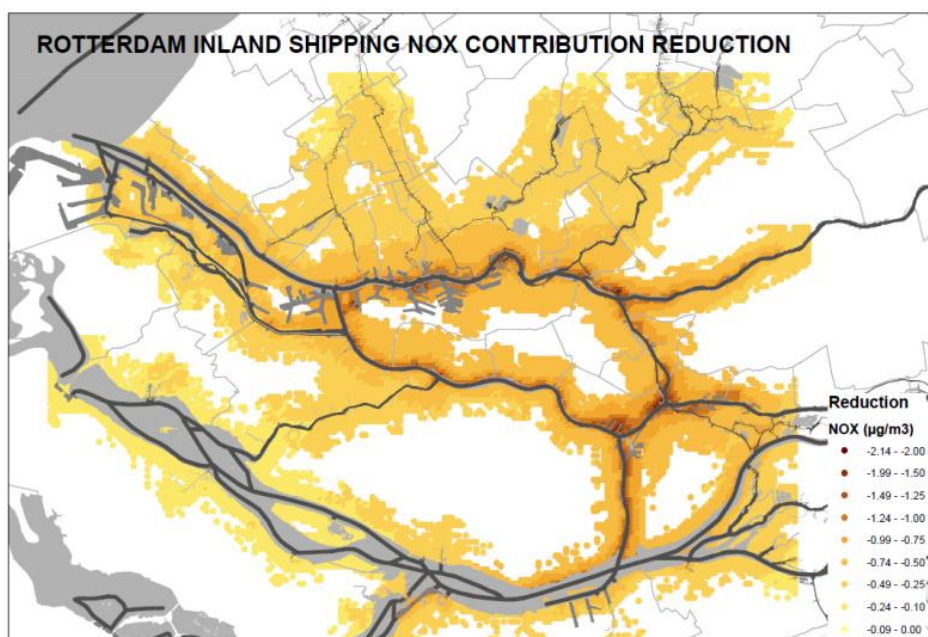 ROTTERDAM INLAND SHIPPING NOX CONTRIBUTION REDUCTION
Reduction
NOX (µg/m3)
-2.14 - -2.00
-1.99 - -1.50
-1.49 - -1.25
-1.24 - -1.00
-0.99 - -0.75
-0.74 - -0.50
-0.49 - -0.25
-0.24 - -0.10
-0.09 - 0.00